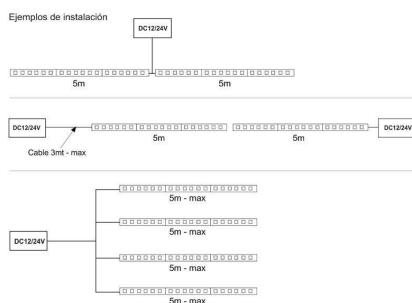 Ejemplos de instalación
DC12/24V
5m 5m
DC12/24V DC12/24V
5m 5m
Cable 3mt - max
5m - max
5m - max
DC12/24V
5m - max
5m - max